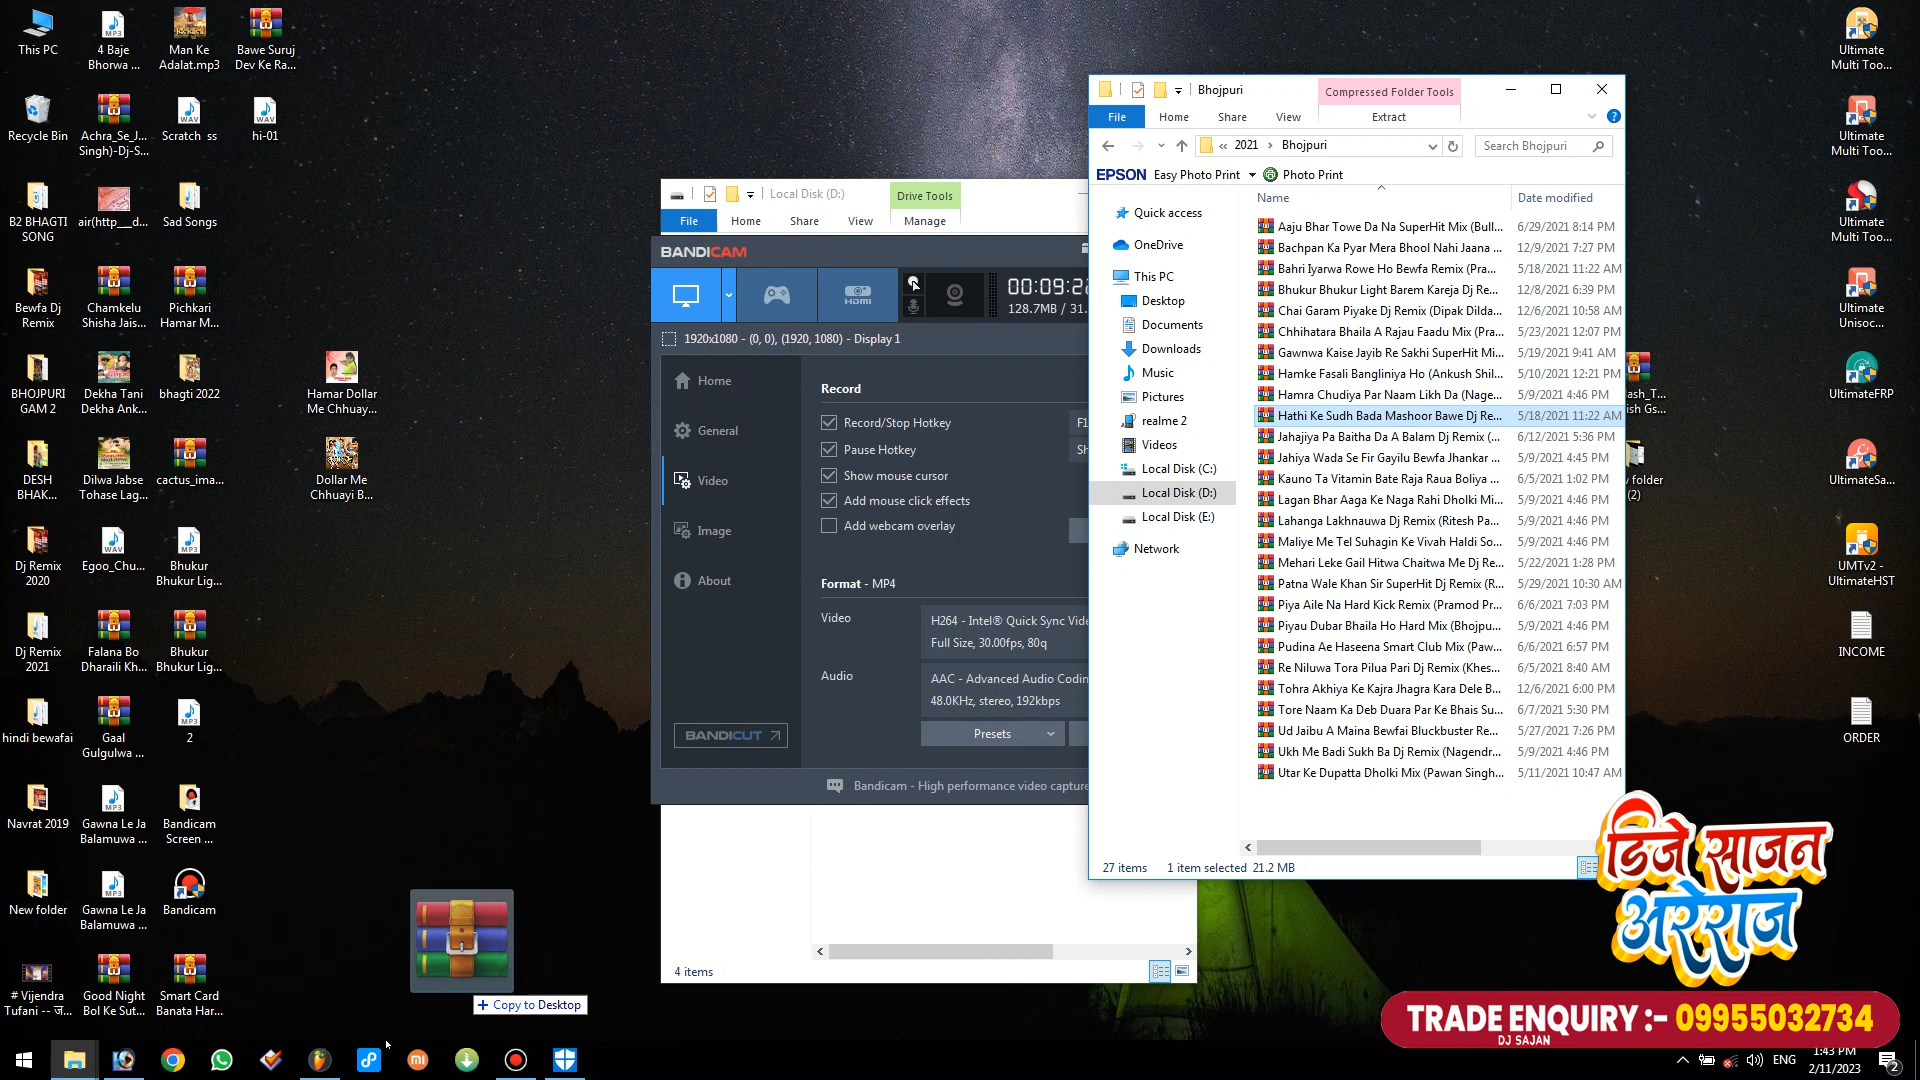 This PC
4 Baje
Bhorwa ...
Man Ke
Adalat.mp3
Bawe Suruj
Dev Ke Ra...
Recycle Bin
Achra_Se_J...
Singh)-Dj-S...
Scratch ss
hi-01
B2 BHAGTI
SONG
air(http___d...
Sad Songs
Bewfa Dj
Remix
Chamkelu
Shisha Jais...
Pichkari
Hamar M...
BHOJPURI
GAM 2
Dekha Tani
Dekha Ank...
bhagti 2022
Hamar Dollar
Me Chhuay...
DESH
BHAK...
Dilwa Jabse
Tohase Lag...
cactus_ima...
Dollar Me
Chhuayi B...
Dj Remix
2020
Egoo_Chu...
Bhukur
Bhukur Lig...
Dj Remix
2021
Falana Bo
Dharaili Kh...
Bhukur
Bhukur Lig...
hindi bewafai
Gaal
Gulgulwa ...
2
Navrat 2019
Gawna Le Ja
Balamuwa ...
Bandicam
Screen ...
New folder
Gawna Le Ja
Balamuwa ...
Bandicam
# Vijendra
Tufani -- ज...
Good Night
Bol Ke Sut...
Smart Card
Banata Har...
Copy to Desktop
Local Disk (D:)
Drive Tools
File Home Share View Manage
BANDICAM
HDMI
00:09:2
128.7MB / 31.
1920x1080 - (0, 0), (1920, 1080) - Display 1
Home
General
Video
Image
About
BANDICUT
Record
Record/Stop Hotkey F1
Pause Hotkey Sh
Show mouse cursor
Add mouse click effects
Add webcam overlay
Format - MP4
Video
H264 - Intel® Quick Sync Vide
Full Size, 30.00fps, 80q
Audio
AAC - Advanced Audio Codin
48.0KHz, stereo, 192kbps
Presets
Bandicam - High performance video capture
4 items
Bhojpuri
Compressed Folder Tools
File Home Share View Extract
« 2021 › Bhojpuri
Search Bhojpuri
EPSON Easy Photo Print Photo Print
Quick access
OneDrive
This PC
Desktop
Documents
Downloads
Music
Pictures
realme 2
Videos
Local Disk (C:)
Local Disk (D:)
Local Disk (E:)
Network
Name Date modified
Aaju Bhar Towe Da Na SuperHit Mix (Bull... 6/29/2021 8:14 PM
Bachpan Ka Pyar Mera Bhool Nahi Jaana ... 12/9/2021 7:27 PM
Bahri Iyarwa Rowe Ho Bewfa Remix (Pra... 5/18/2021 11:22 AM
Bhukur Bhukur Light Barem Kareja Dj Re... 12/8/2021 6:39 PM
Chai Garam Piyake Dj Remix (Dipak Dilda... 12/6/2021 10:58 AM
Chhihatara Bhaila A Rajau Faadu Mix (Pra... 5/23/2021 12:07 PM
Gawnwa Kaise Jayib Re Sakhi SuperHit Mi... 5/19/2021 9:41 AM
Hamke Fasali Bangliniya Ho (Ankush Shil... 5/10/2021 12:21 PM
Hamra Chudiya Par Naam Likh Da (Nage... 5/9/2021 4:46 PM
Hathi Ke Sudh Bada Mashoor Bawe Dj Re... 5/18/2021 11:22 AM
Jahajiya Pa Baitha Da A Balam Dj Remix (... 6/12/2021 5:36 PM
Jahiya Wada Se Fir Gayilu Bewfa Jhankar ... 5/9/2021 4:45 PM
Kauno Ta Vitamin Bate Raja Raua Boliya ... 6/5/2021 1:02 PM
Lagan Bhar Aaga Ke Naga Rahi Dholki Mi... 5/9/2021 4:46 PM
Lahanga Lakhnauwa Dj Remix (Ritesh Pa... 5/9/2021 4:46 PM
Maliye Me Tel Suhagin Ke Vivah Haldi So... 5/9/2021 4:46 PM
Mehari Leke Gail Hitwa Chaitwa Me Dj Re... 5/22/2021 1:28 PM
Patna Wale Khan Sir SuperHit Dj Remix (R... 5/29/2021 10:30 AM
Piya Aile Na Hard Kick Remix (Pramod Pr... 6/6/2021 7:03 PM
Piyau Dubar Bhaila Ho Hard Mix (Bhojpu... 5/9/2021 4:46 PM
Pudina Ae Haseena Smart Club Mix (Paw... 6/6/2021 6:57 PM
Re Niluwa Tora Pilua Pari Dj Remix (Khes... 6/5/2021 8:40 AM
Tohra Akhiya Ke Kajra Jhagra Kara Dele B... 12/6/2021 6:00 PM
Tore Naam Ka Deb Duara Par Ke Bhais Su... 6/7/2021 5:30 PM
Ud Jaibu A Maina Bewfai Bluckbuster Re... 5/27/2021 7:26 PM
Ukh Me Badi Sukh Ba Dj Remix (Nagendr... 5/9/2021 4:46 PM
Utar Ke Dupatta Dholki Mix (Pawan Singh... 5/11/2021 10:47 AM
27 items 1 item selected 21.2 MB
ash_T...
ish Gs...
folder
(2)
Ultimate
Multi Too...
Ultimate
Multi Too...
Ultimate
Multi Too...
Ultimate
Unisoc...
UltimateFRP
UltimateSa...
UMTv2 -
UltimateHST
INCOME
ORDER
डिजे साजन
अरेराज
TRADE ENQUIRY :- 09955032734
DJ SAJAN
ENG
1:43 PM
2/11/2023
2